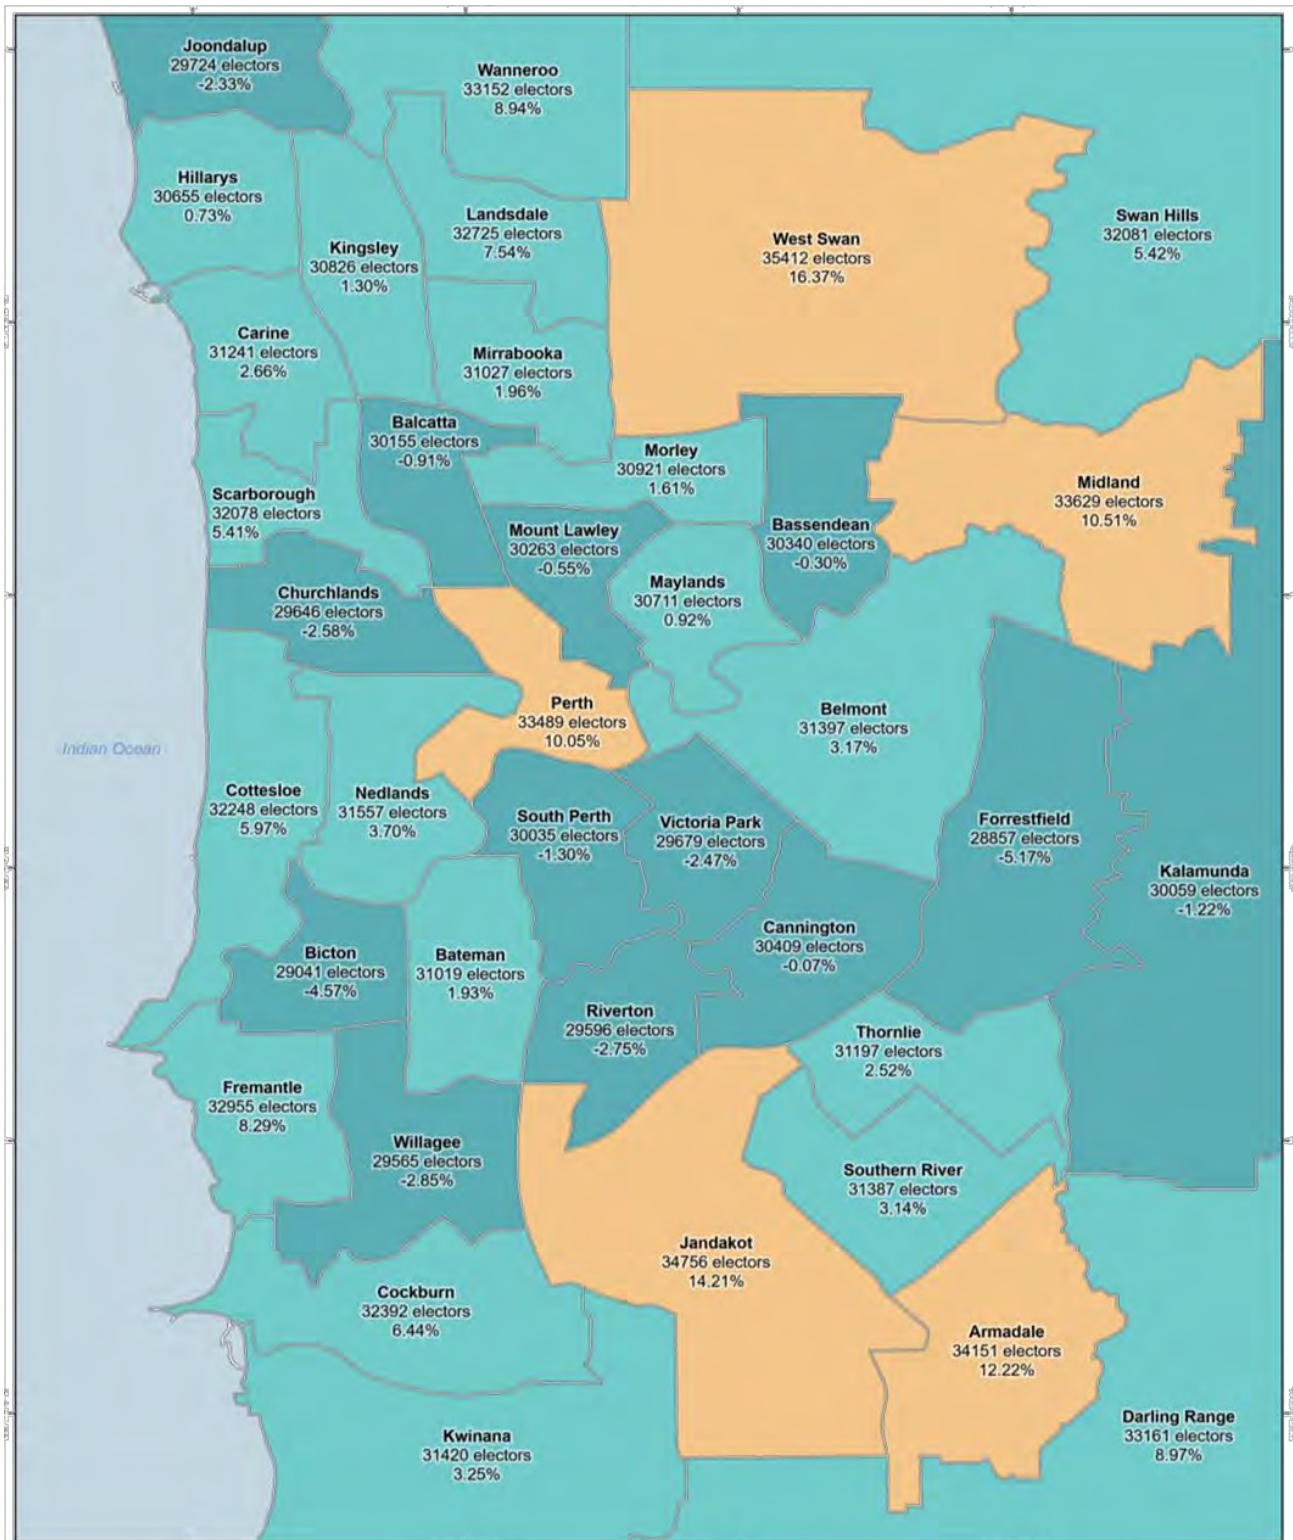 Joondalup
29724 electors
-2.33%
Wanneroo
33152 electors
8.94%
Hillarys
30655 electors
0.73%
Kingsley
30826 electors
1.30%
Landsdale
32725 electors
7.54%
West Swan
35412 electors
16.37%
Swan Hills
32081 electors
5.42%
Carine
31241 electors
2.66%
Mirrabooka
31027 electors
1.96%
Balcatta
30155 electors
-0.91%
Morley
30921 electors
1.61%
Midland
33629 electors
10.51%
Scarborough
32078 electors
5.41%
Mount Lawley
30263 electors
-0.55%
Bassendean
30340 electors
-0.30%
Churchlands
29646 electors
-2.58%
Maylands
30711 electors
0.92%
Perth
33489 electors
10.05%
Belmont
31397 electors
3.17%
Indian Ocean
Cottesloe
32248 electors
5.97%
Nedlands
31557 electors
3.70%
South Perth
30035 electors
-1.30%
Victoria Park
29679 electors
-2.47%
Forrestfield
28857 electors
-5.17%
Kalamunda
30059 electors
-1.22%
Bicton
29041 electors
-4.57%
Bateman
31019 electors
1.93%
Cannington
30409 electors
-0.07%
Riverton
29596 electors
-2.75%
Thornlie
31197 electors
2.52%
Fremantle
32955 electors
8.29%
Willagee
29565 electors
-2.85%
Southern River
31387 electors
3.14%
Jandakot
34756 electors
14.21%
Cockburn
32392 electors
6.44%
Armadale
34151 electors
12.22%
Kwinana
31420 electors
3.25%
Darling Range
33161 electors
8.97%